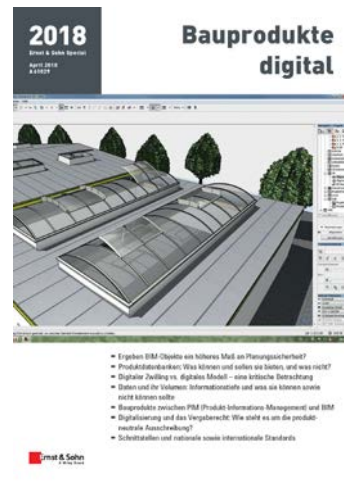 2018
Ernst & Sohn Special
April 2018
A 61029
Bauprodukte
digital
Ergeben BIM-Objekte ein höheres Maß an Planungssicherheit?
Produktdatenbanken: Was können und sollen sie bieten, und was nicht?
Digitaler Zwilling vs. digitales Modell – eine kritische Betrachtung
Daten und ihr Volumen: Informationstiefe und was sie können sowie
nicht können sollte
Bauprodukte zwischen PIM (Produkt-Informations-Management) und BIM
Digitalisierung und das Vergaberecht: Wie steht es um die produkt-
neutrale Ausschreibung?
Schnittstellen und nationale sowie internationale Standards
Ernst & Sohn
A Wiley Brand